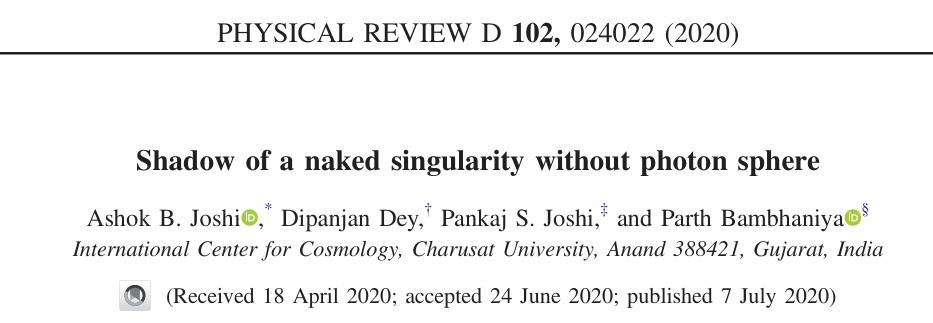 PHYSICAL REVIEW D 102, 024022 (2020)
Shadow of a naked singularity without photon sphere
Ashok B. Joshi iD,* Dipanjan Dey,† Pankaj S. Joshi,‡ and Parth Bambhaniya iD§
International Center for Cosmology, Charusat University, Anand 388421, Gujarat, India
(Received 18 April 2020; accepted 24 June 2020; published 7 July 2020)